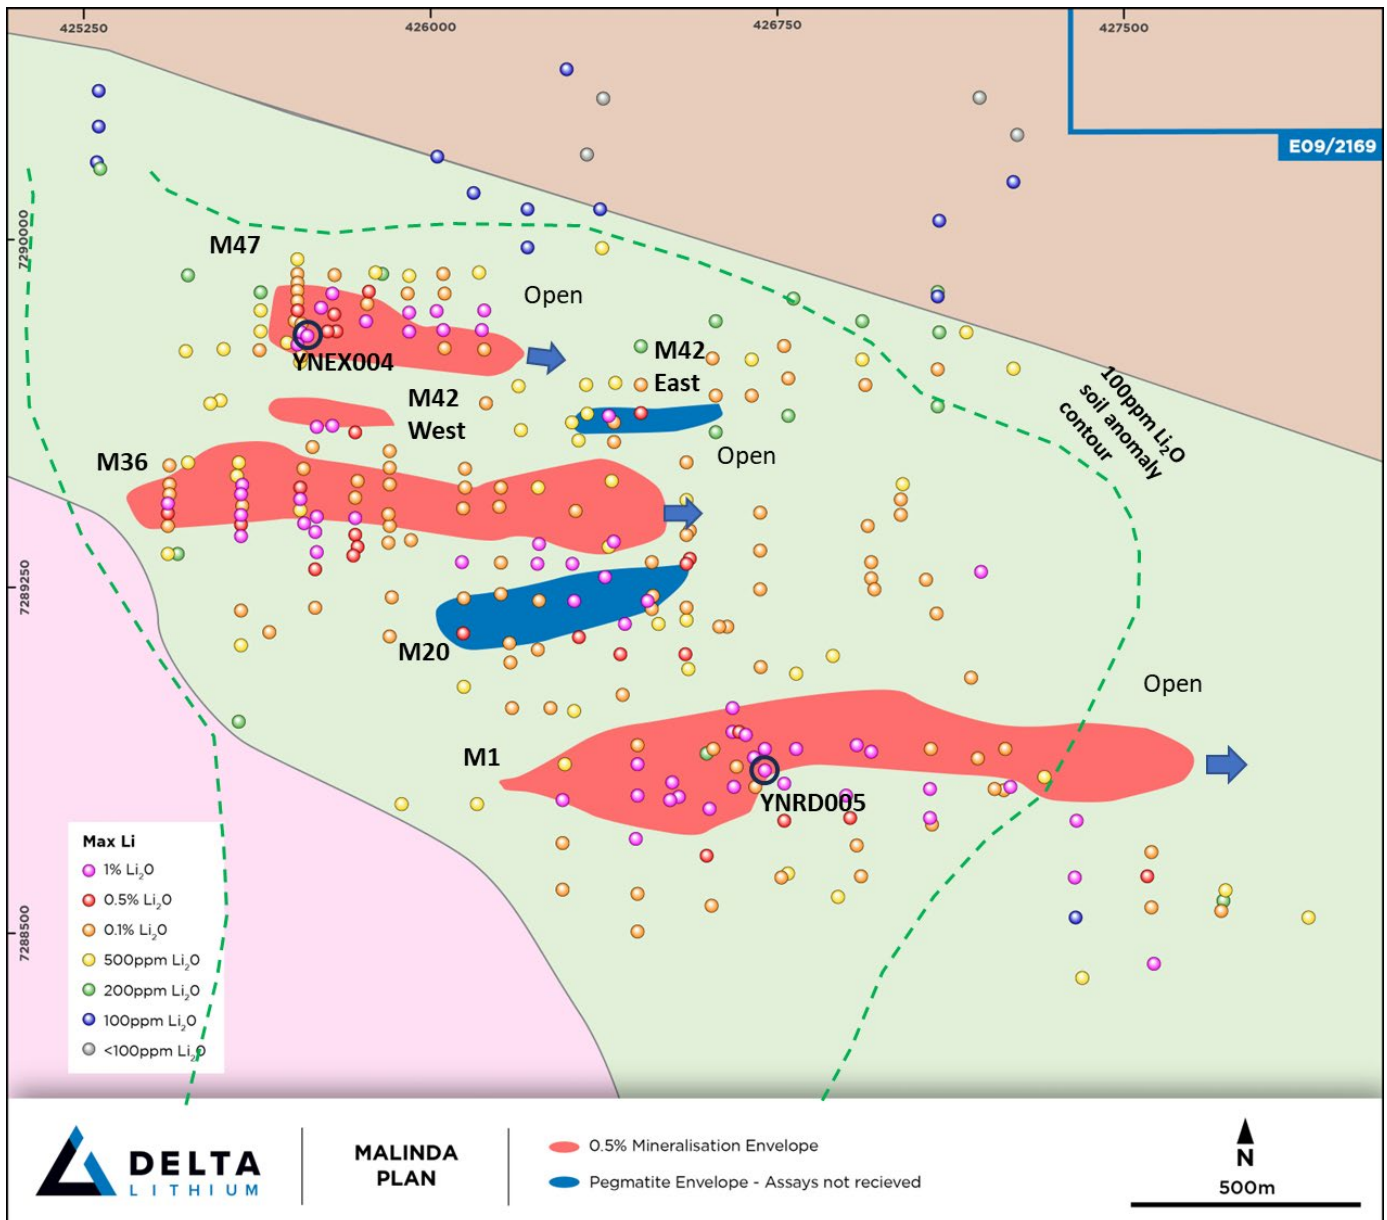 425250
426000
426750
427500
E09/2169
7290000
M47
Open
YNEX004
M42
East
100ppm Li₂O
soil anomaly
contour
M42
West
Open
M36
7289250
M20
Open
M1
YNRD005
7288500
Max Li
1% Li₂O
0.5% Li₂O
0.1% Li₂O
500ppm Li₂O
200ppm Li₂O
100ppm Li₂O
<100ppm Li₂O
DELTA
LITHIUM
MALINDA
PLAN
0.5% Mineralisation Envelope
Pegmatite Envelope - Assays not recieved
N
500m